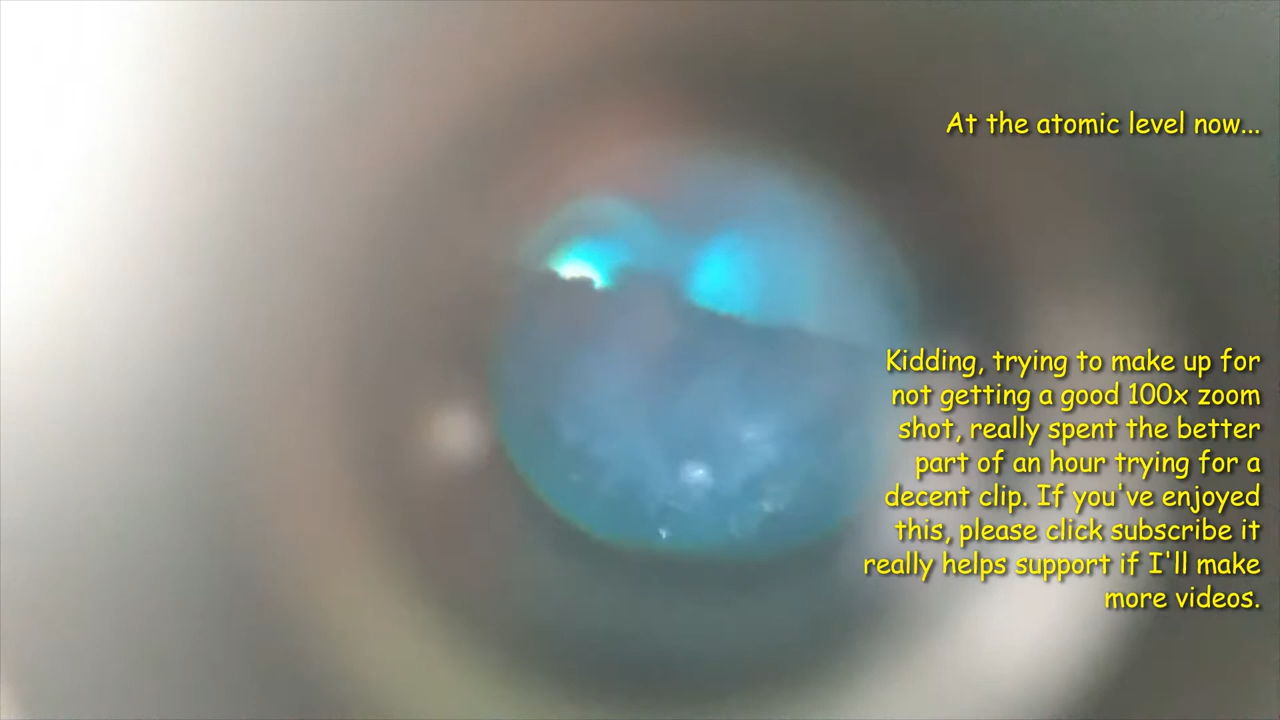 At the atomic level now...
Kidding, trying to make up for
not getting a good 100x zoom
shot, really spent the better
part of an hour trying for a
decent clip. If you've enjoyed
this, please click subscribe it
really helps support if I'll make
more videos.